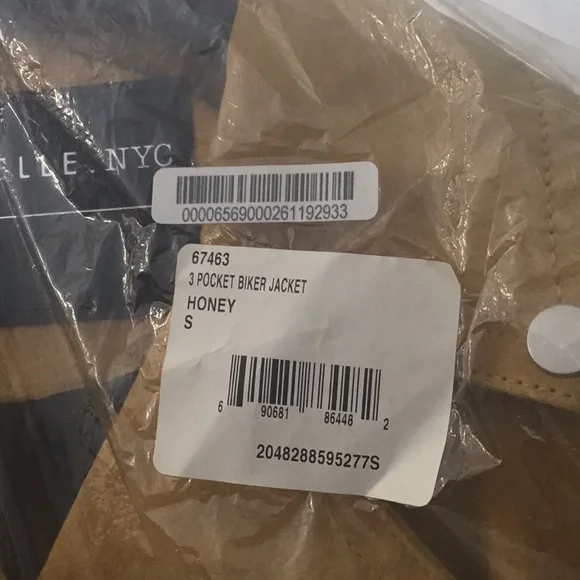 ELLE NYC
00006569000261192933
67463
3 POCKET BIKER JACKET
HONEY
S
6 90681 86448 2
2048288595277S